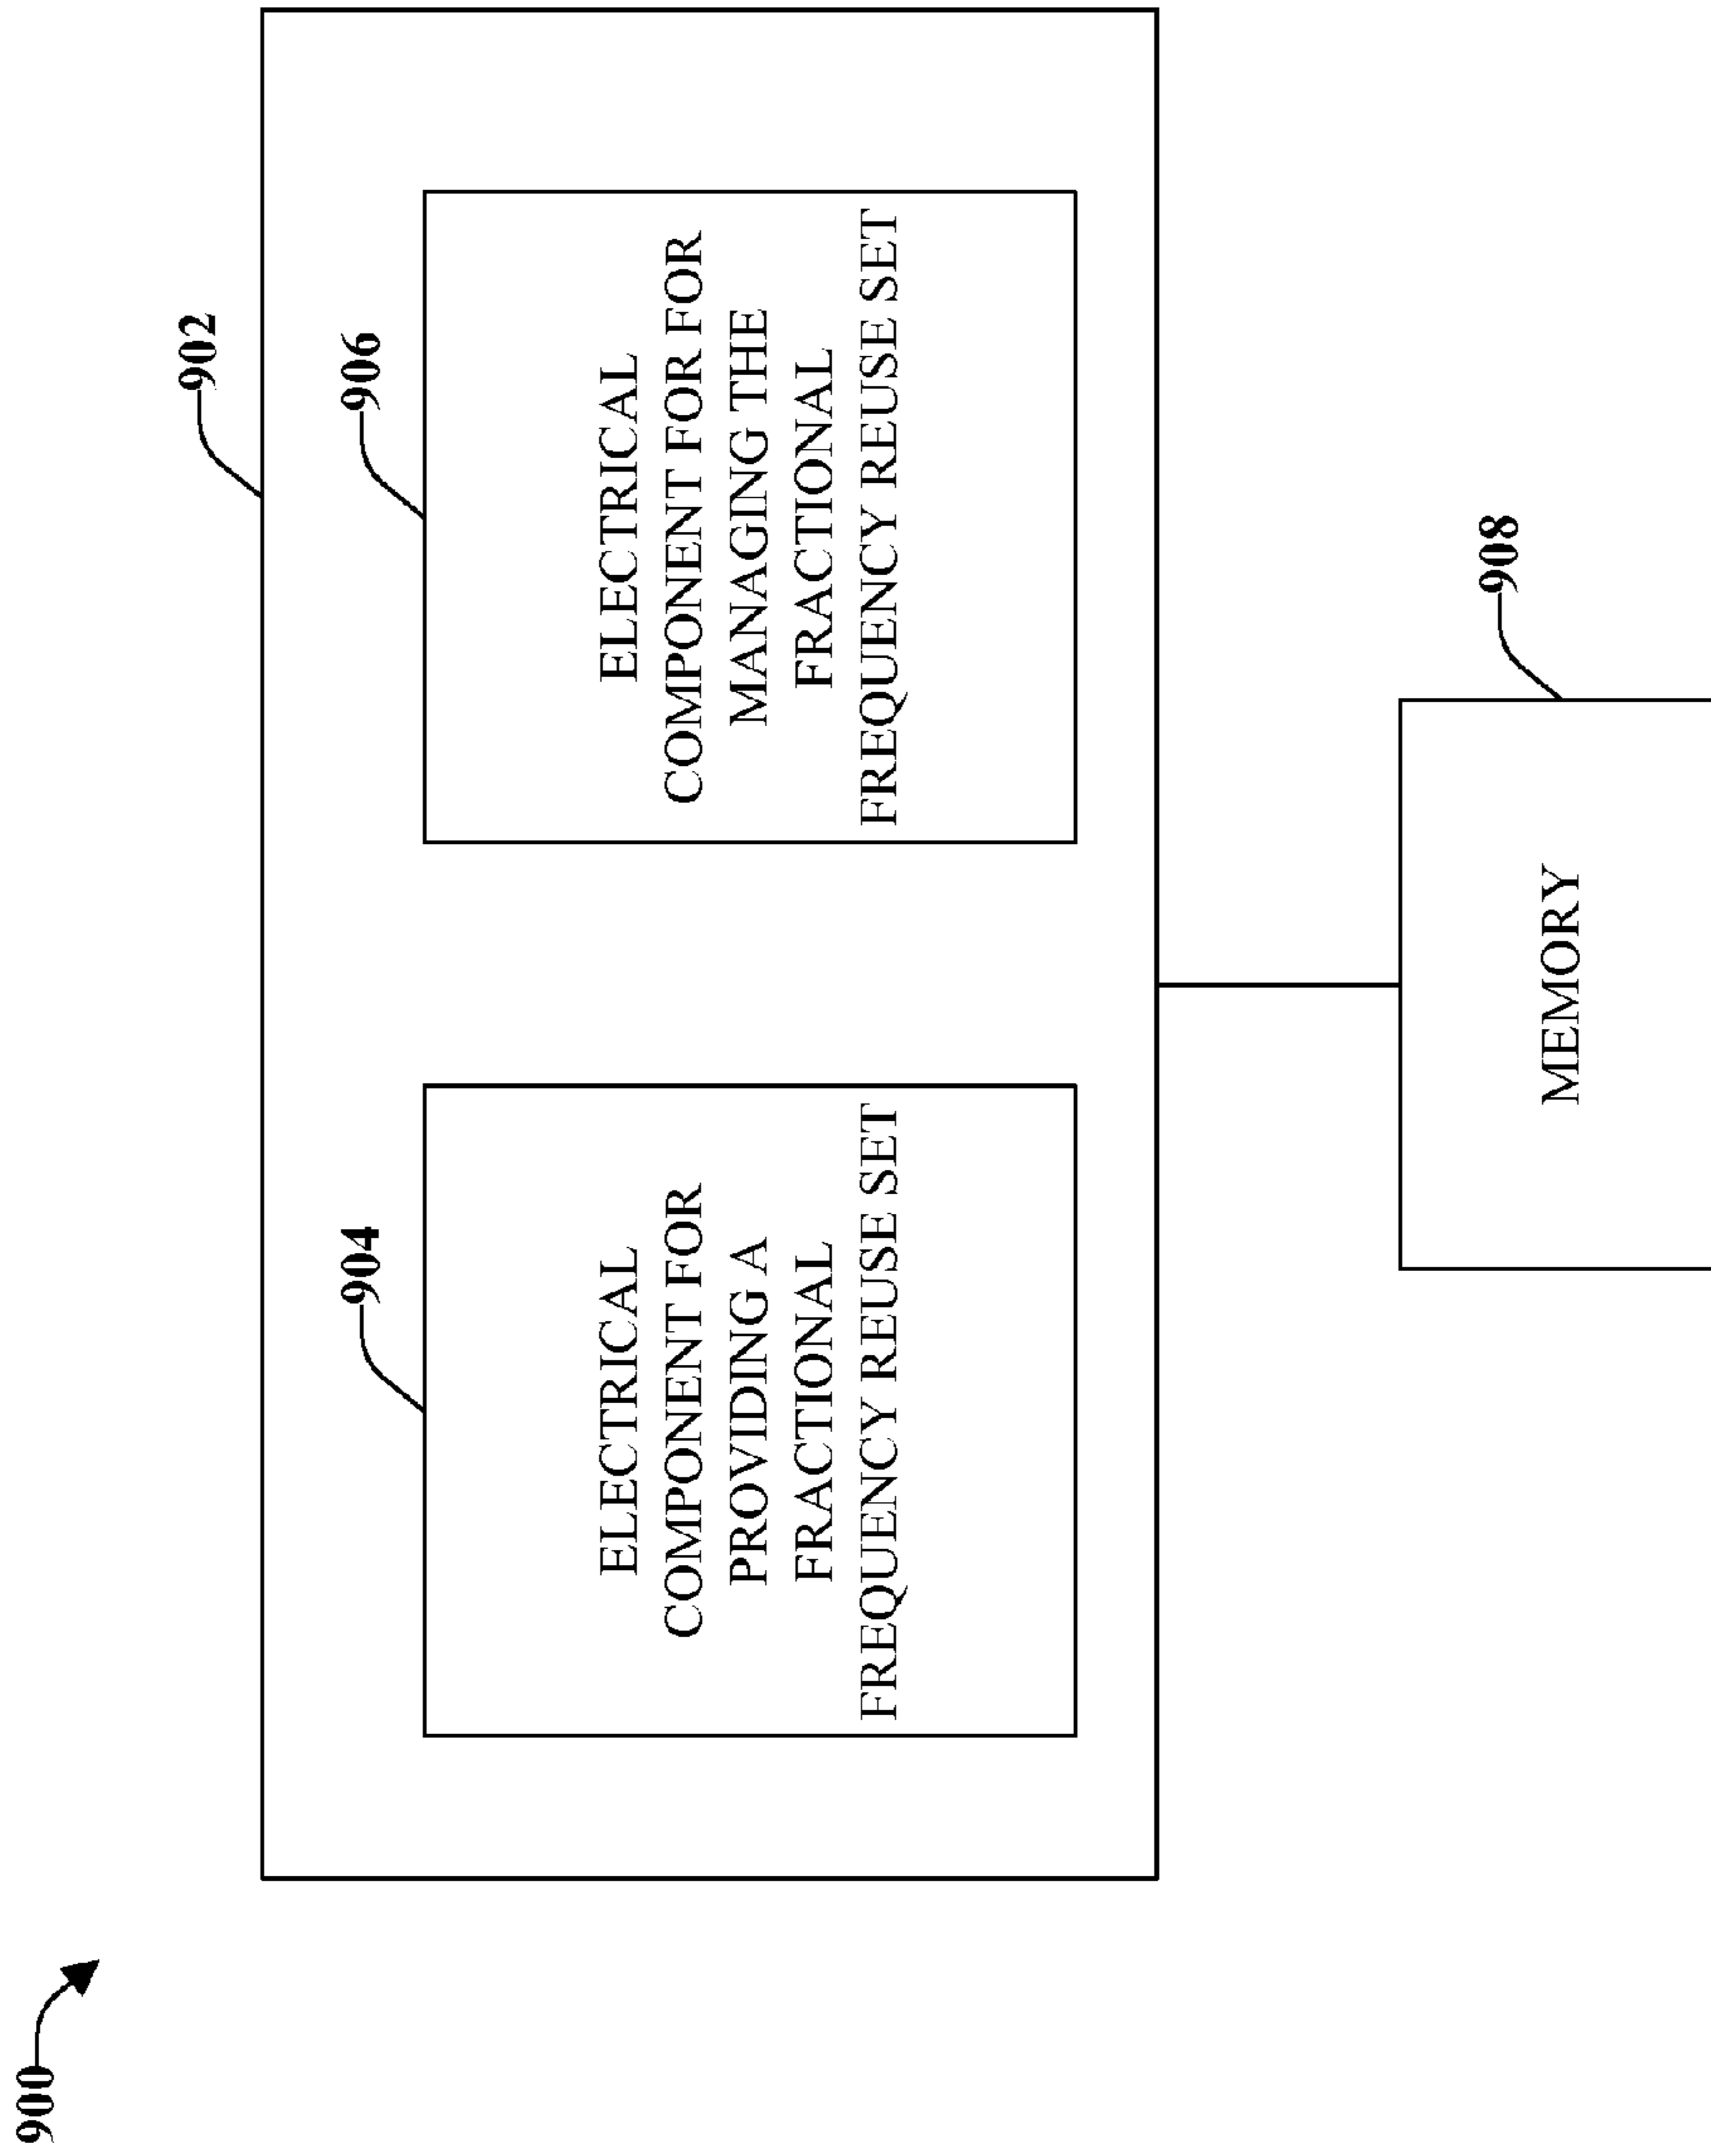 900
902
904
ELECTRICAL
COMPONENT FOR
PROVIDING A
FRACTIONAL
FREQUENCY REUSE SET
906
ELECTRICAL
COMPONENT FOR FOR
MANAGING THE
FRACTIONAL
FREQUENCY REUSE SET
908
MEMORY